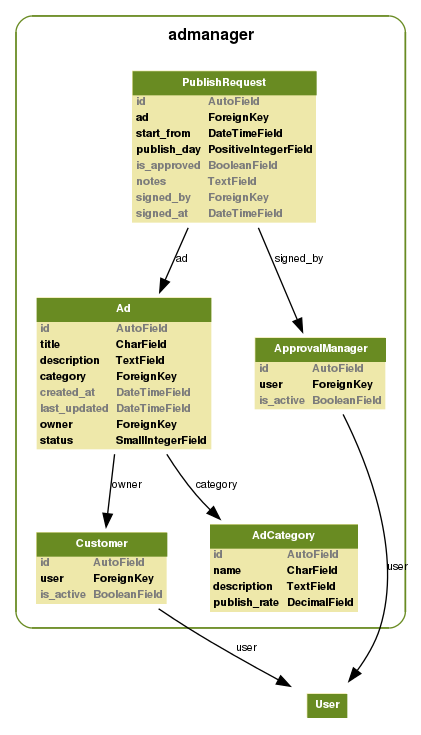 admanager
PublishRequest
id AutoField
ad ForeignKey
start_from DateTimeField
publish_day PositiveIntegerField
is_approved BooleanField
notes TextField
signed_by ForeignKey
signed_at DateTimeField
ad
signed_by
Ad
id AutoField
title CharField
description TextField
category ForeignKey
created_at DateTimeField
last_updated DateTimeField
owner ForeignKey
status SmallIntegerField
ApprovalManager
id AutoField
user ForeignKey
is_active BooleanField
owner
category
Customer
id AutoField
user ForeignKey
is_active BooleanField
AdCategory
id AutoField
name CharField
description TextField
publish_rate DecimalField
user
user
User